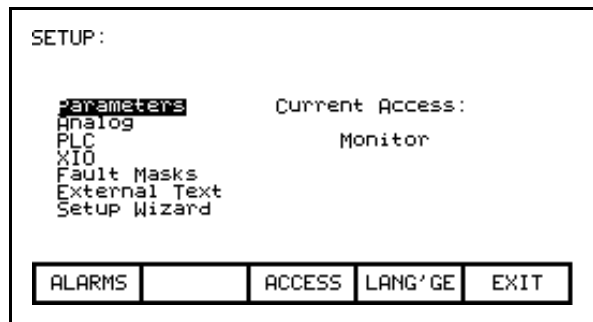 SETUP:
Parameters
Current Access:
Analog
PLC
Monitor
XIO
Fault Masks
External Text
Setup Wizard
ALARMS ACCESS LANG'GE EXIT